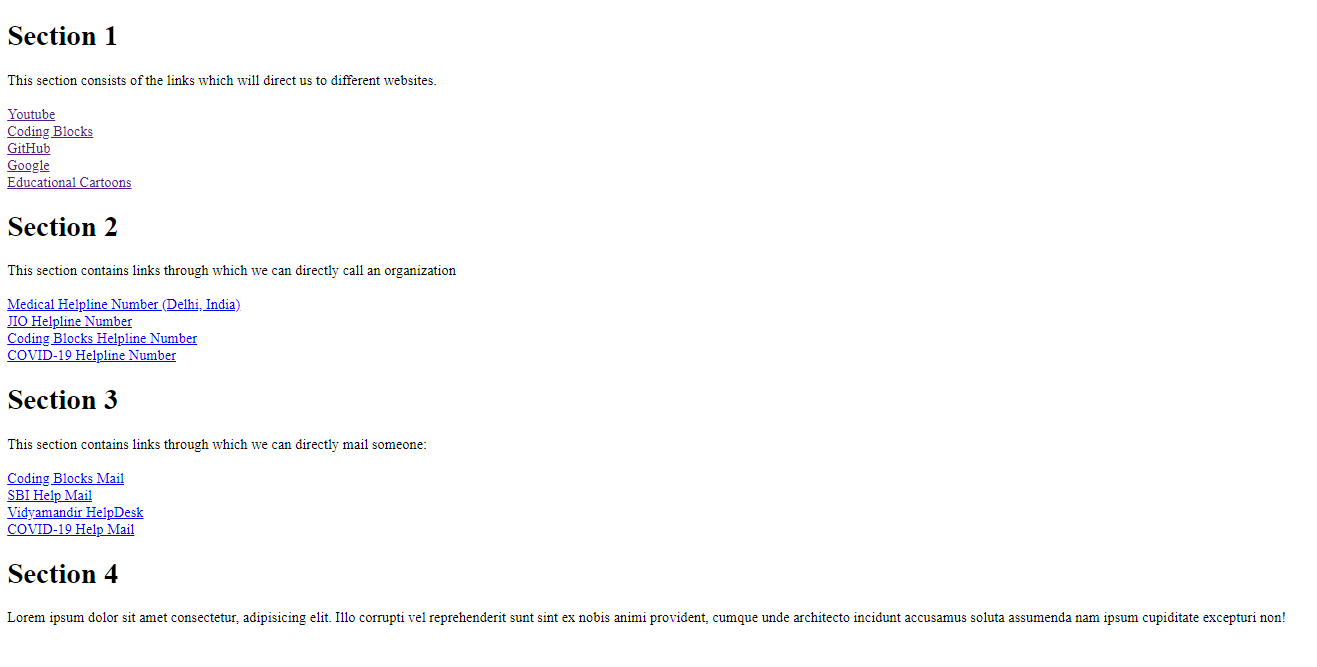 Section 1
This section consists of the links which will direct us to different websites.
Youtube
Coding Blocks
GitHub
Google
Educational Cartoons
Section 2
This section contains links through which we can directly call an organization
Medical Helpline Number (Delhi, India)
JIO Helpline Number
Coding Blocks Helpline Number
COVID-19 Helpline Number
Section 3
This section contains links through which we can directly mail someone:
Coding Blocks Mail
SBI Help Mail
Vidyamandir HelpDesk
COVID-19 Help Mail
Section 4
Lorem ipsum dolor sit amet consectetur, adipisicing elit. Illo corrupti vel reprehenderit sunt sint ex nobis animi provident, cumque unde architecto incidunt accusamus soluta assumenda nam ipsum cupiditate excepturi non!